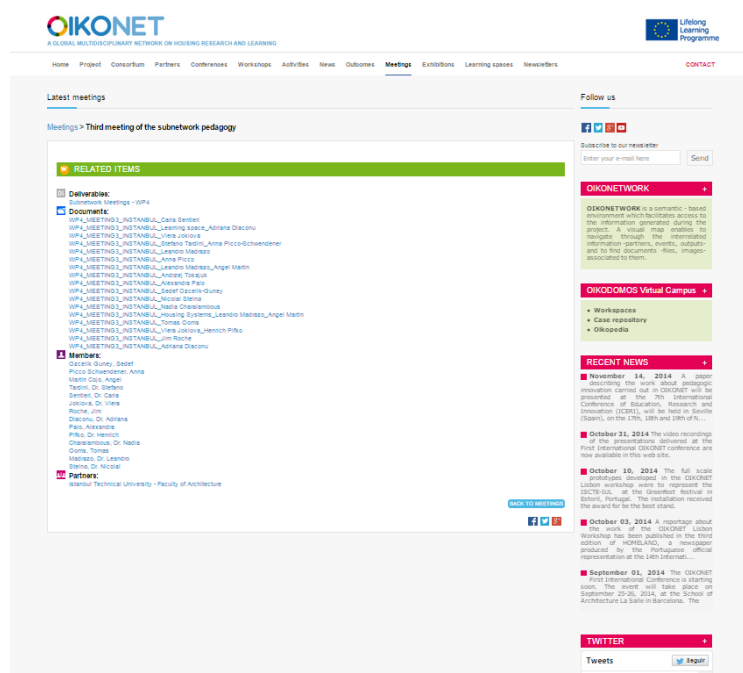 OIKONET
A GLOBAL MULTIDISCIPLINARY NETWORK ON HOUSING RESEARCH AND LEARNING
Lifelong
Learning
Programme
Home Project Consortium Partners Conferences Workshops Activities News Outcomes Meetings Exhibitions Learning spaces Newsletters CONTACT
Latest meetings
Meetings > Third meeting of the subnetwork pedagogy
RELATED ITEMS
Deliverables:
Subnetwork Meetings - WP4
Documents:
WP4_MEETING3_INSTANBUL_Carla Sentieri
WP4_MEETING3_INSTANBUL_Learning space_Adriana Diaconu
WP4_MEETING3_INSTANBUL_Viera Joklova
WP4_MEETING3_INSTANBUL_Stefano Tardini_Anna Picco-Schwendener
WP4_MEETING3_INSTANBUL_Leandro Madrazo
WP4_MEETING3_INSTANBUL_Anna Picco
WP4_MEETING3_INSTANBUL_Leandro Madrazo_Angel Martin
WP4_MEETING3_INSTANBUL_Andrzej Tokajuk
WP4_MEETING3_INSTANBUL_Alexandra Paio
WP4_MEETING3_INSTANBUL_Sedef Ozcelik-Guney
WP4_MEETING3_INSTANBUL_Nicolai Steinø
WP4_MEETING3_INSTANBUL_Nadia Charalambous
WP4_MEETING3_INSTANBUL_Housing Systems_Leandro Madrazo_Angel Martin
WP4_MEETING3_INSTANBUL_Tomas Ooms
WP4_MEETING3_INSTANBUL_Viera Joklova_Henrich Pifko
WP4_MEETING3_INSTANBUL_Jim Roche
WP4_MEETING3_INSTANBUL_Adriana Diaconu
Members:
Ozcelik Guney, Sedef
Picco Schwendener, Anna
Martin Cojo, Angel
Tardini, Dr. Stefano
Sentieri, Dr. Carla
Joklova, Dr. Viera
Roche, Jim
Diaconu, Dr. Adriana
Paio, Alexandra
Pifko, Dr. Henrich
Charalambous, Dr. Nadia
Ooms, Tomas
Madrazo, Dr. Leandro
Steinø, Dr. Nicolai
Partners:
Istanbul Technical University - Faculty of Architecture
BACK TO MEETINGS
Follow us
Subscribe to our newsletter
Enter your e-mail here Send
OIKONETWORK +
OIKONETWORK is a semantic - based
environment which facilitates access to
the information generated during the
project. A visual map enables to
navigate through the interrelated
information -partners, events, outputs-
and to find documents -files, images-
associated to them.
OIKODOMOS Virtual Campus +
Workspaces
Case repository
Oikopedia
RECENT NEWS +
November 14, 2014 A paper
describing the work about pedagogic
innovation carried out in OIKONET will be
presented at the 7th International
Conference of Education, Research and
Innovation (ICERI), will be held in Seville
(Spain), on the 17th, 18th and 19th of N...
October 31, 2014 The video recordings
of the presentations delivered at the
First International OIKONET conference are
now available in this web site.
October 10, 2014 The full scale
prototypes developed in the OIKONET
Lisbon workshop were to represent the
ISCTE-IUL at the Greenfest festival in
Estoril, Portugal. The installation received
the award for be the best stand.
October 03, 2014 A reportage about
the work of the OIKONET Lisbon
Workshop has been published in the third
edition of HOMELAND, a newspaper
produced by the Portuguese official
representation at the 14th Internati...
September 01, 2014 The OIKONET
First International Conference is starting
soon. The event will take place on
September 25-26, 2014, at the School of
Architecture La Salle in Barcelona. The
TWITTER +
Tweets Seguir